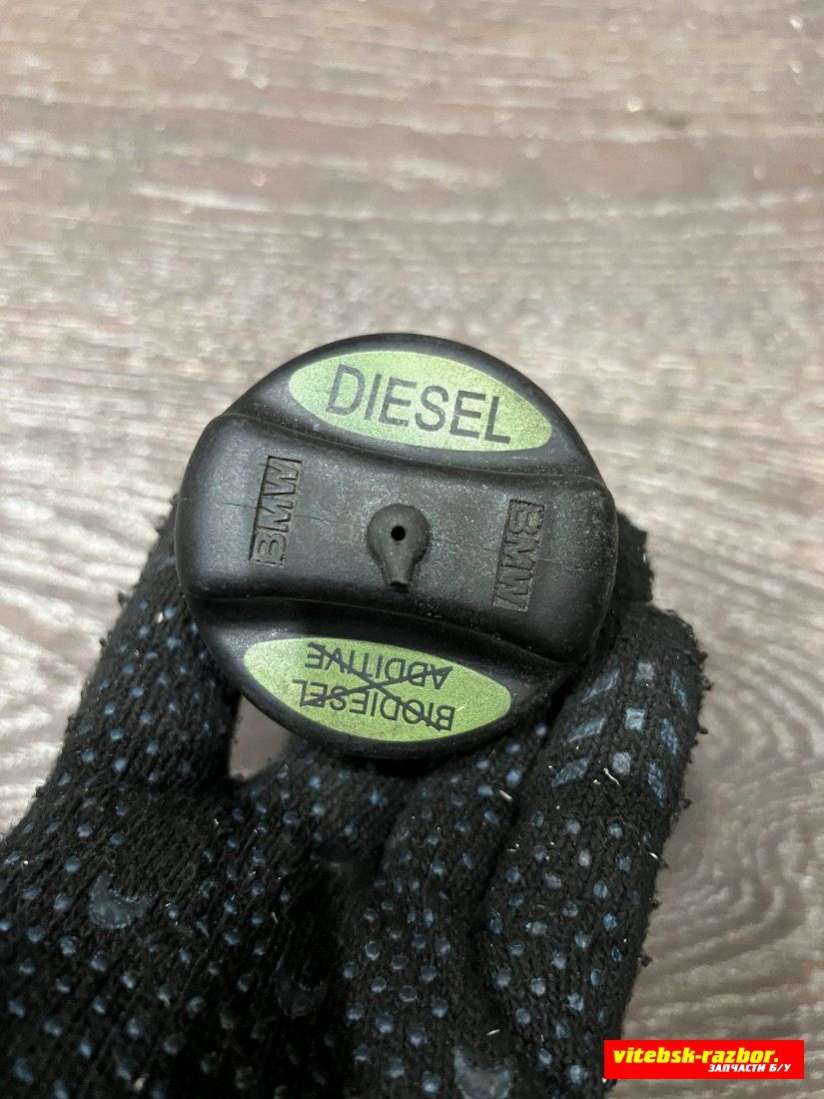 DIESEL
BMW
BMW
BIODIESEL
ADDITIVE
vitebsk-razbor.
ЗАПЧАСТИ Б/У